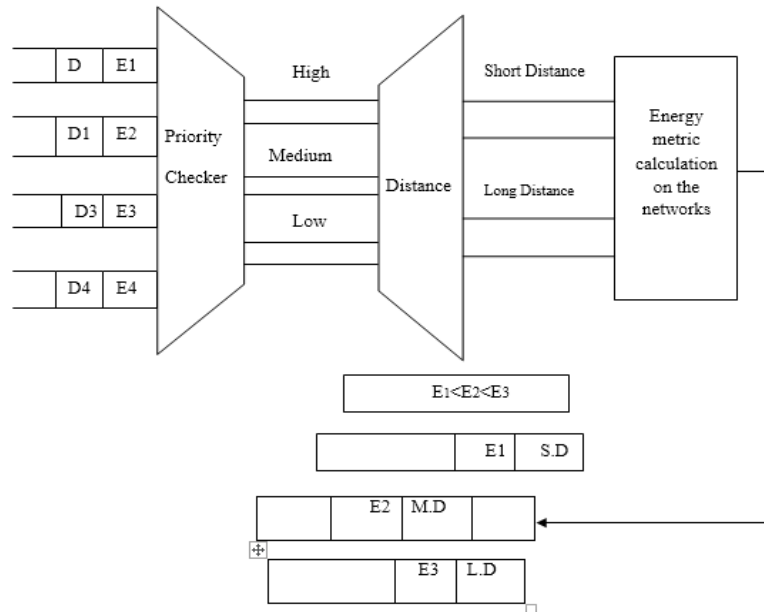 D E1
D1 E2
D3 E3
D4 E4
Priority
Checker
High
Medium
Low
Distance
Short Distance
Long Distance
Energy
metric
calculation
on the
networks
E1<E2<E3
E1 S.D
E2 M.D
E3 L.D